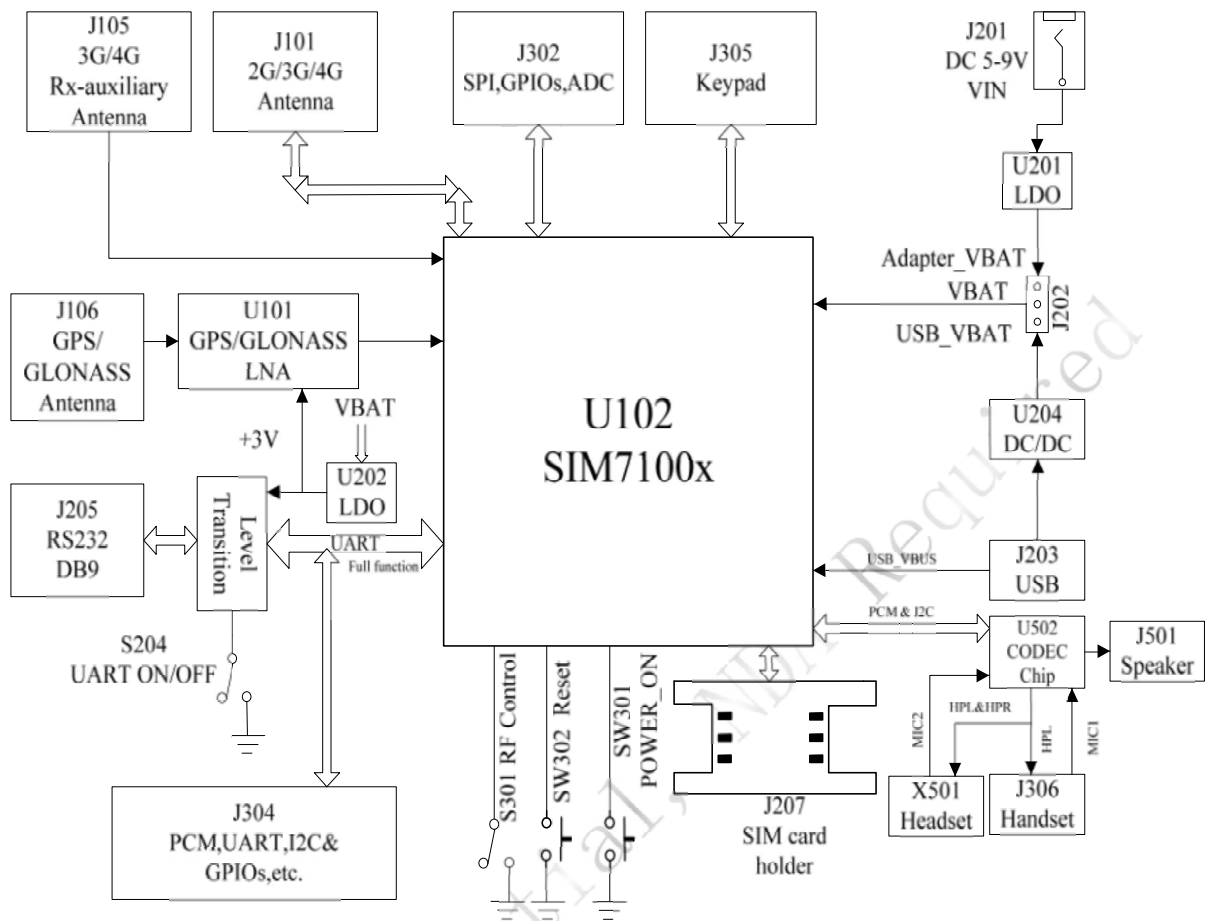 J105
3G/4G
Rx-auxiliary
Antenna
J101
2G/3G/4G
Antenna
J302
SPI,GPIOs,ADC
J305
Keypad
J201
DC 5-9V
VIN
U201
LDO
Adapter_VBAT
VBAT
USB_VBAT
J202
J106
GPS/
GLONASS
Antenna
U101
GPS/GLONASS
LNA
VBAT
+3V
U202
LDO
U102
SIM7100x
U204
DC/DC
J205
RS232
DB9
Level
Transition
UART
Full function
USB_VBUS
J203
USB
PCM & I2C
U502
CODEC
Chip
J501
Speaker
S204
UART ON/OFF
S301 RF Control
SW302 Reset
SW301
POWER_ON
MIC2
HPL&HPR
HPL
MIC1
J207
SIM card
holder
X501
Headset
J306
Handset
J304
PCM,UART,I2C&
GPIOs,etc.
trial, NDA Required